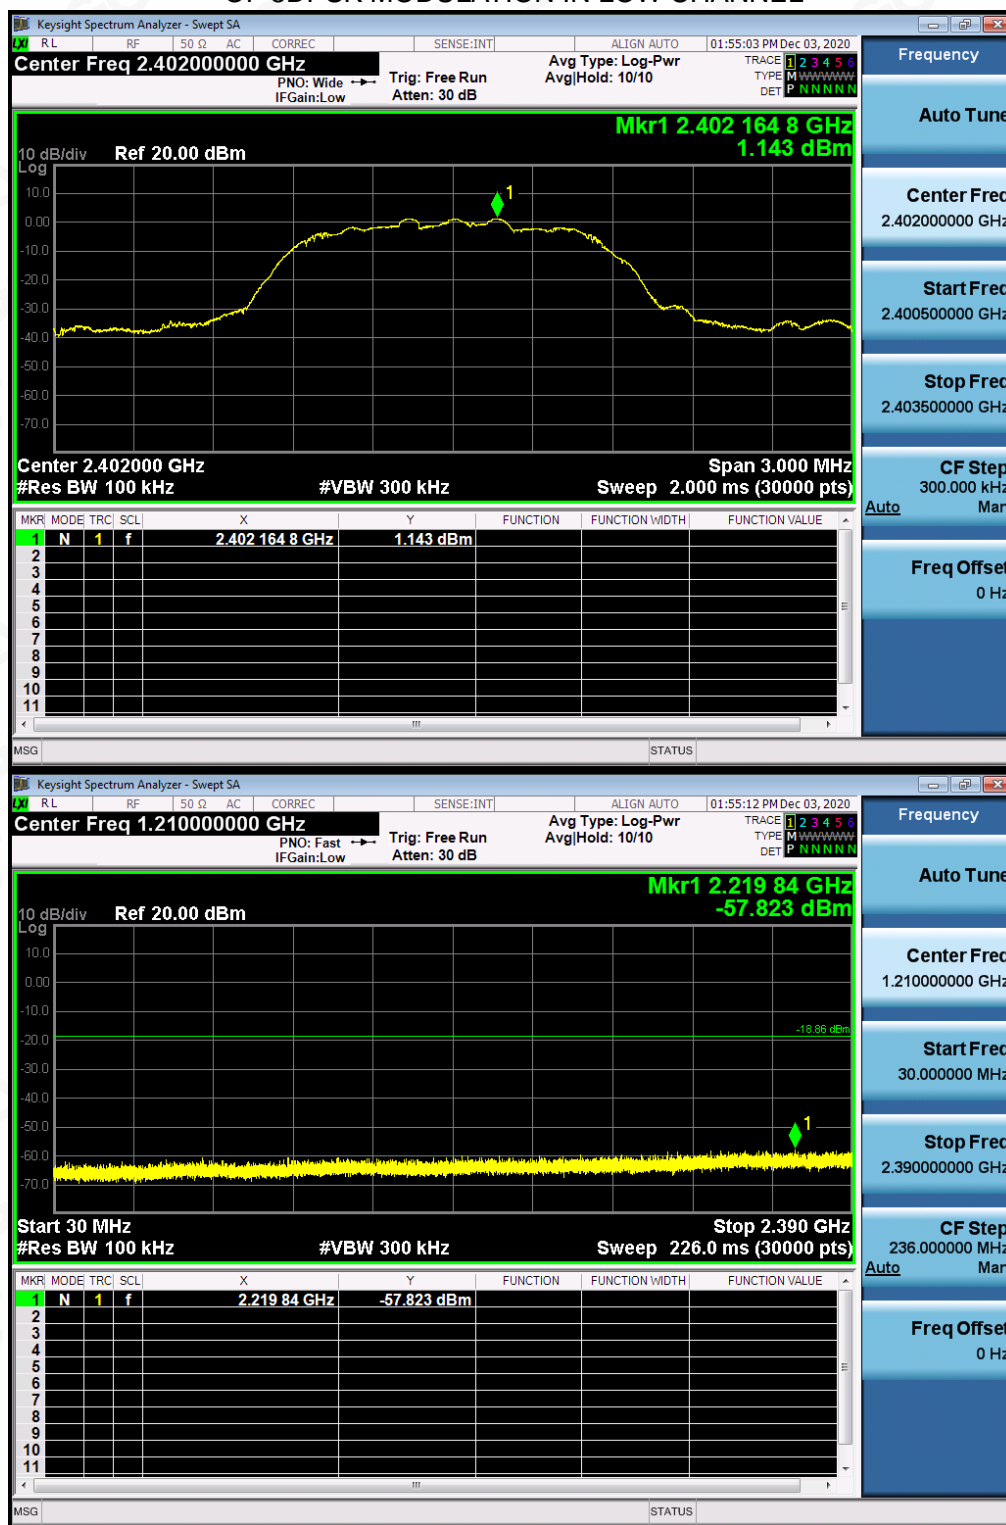 Keysight Spectrum Analyzer - Swept SA
LXI RL RF 50 Ω AC CORREC SENSE:INT ALIGN AUTO 01:55:03 PM Dec 03, 2020
Center Freq 2.402000000 GHz
PNO: Wide
IFGain:Low
Trig: Free Run
Atten: 30 dB
Avg Type: Log-Pwr
Avg|Hold: 10/10
TRACE 1 2 3 4 5 6
TYPE M W W W W W
DET P N N N N N
Mkr1 2.402 164 8 GHz
1.143 dBm
10 dB/div Ref 20.00 dBm
Log
10.0
0.00
-10.0
-20.0
-30.0
-40.0
-50.0
-60.0
-70.0
1
Center 2.402000 GHz Span 3.000 MHz
#Res BW 100 kHz #VBW 300 kHz Sweep 2.000 ms (30000 pts)
MKR MODE TRC SCL X Y FUNCTION FUNCTION WIDTH FUNCTION VALUE
1 N 1 f 2.402 164 8 GHz 1.143 dBm
2
3
4
5
6
7
8
9
10
11
MSG STATUS
Frequency
Auto Tune
Center Freq
2.402000000 GHz
Start Freq
2.400500000 GHz
Stop Freq
2.403500000 GHz
CF Step
300.000 kHz
Auto Man
Freq Offset
0 Hz
Keysight Spectrum Analyzer - Swept SA
LXI RL RF 50 Ω AC CORREC SENSE:INT ALIGN AUTO 01:55:12 PM Dec 03, 2020
Center Freq 1.210000000 GHz
PNO: Fast
IFGain:Low
Trig: Free Run
Atten: 30 dB
Avg Type: Log-Pwr
Avg|Hold: 10/10
TRACE 1 2 3 4 5 6
TYPE M W W W W W
DET P N N N N N
Mkr1 2.219 84 GHz
-57.823 dBm
10 dB/div Ref 20.00 dBm
Log
10.0
0.00
-10.0
-20.0
-30.0
-40.0
-50.0
-60.0
-70.0
-18.86 dBm
1
Start 30 MHz Stop 2.390 GHz
#Res BW 100 kHz #VBW 300 kHz Sweep 226.0 ms (30000 pts)
MKR MODE TRC SCL X Y FUNCTION FUNCTION WIDTH FUNCTION VALUE
1 N 1 f 2.219 84 GHz -57.823 dBm
2
3
4
5
6
7
8
9
10
11
MSG STATUS
Frequency
Auto Tune
Center Freq
1.210000000 GHz
Start Freq
30.000000 MHz
Stop Freq
2.390000000 GHz
CF Step
236.000000 MHz
Auto Man
Freq Offset
0 Hz